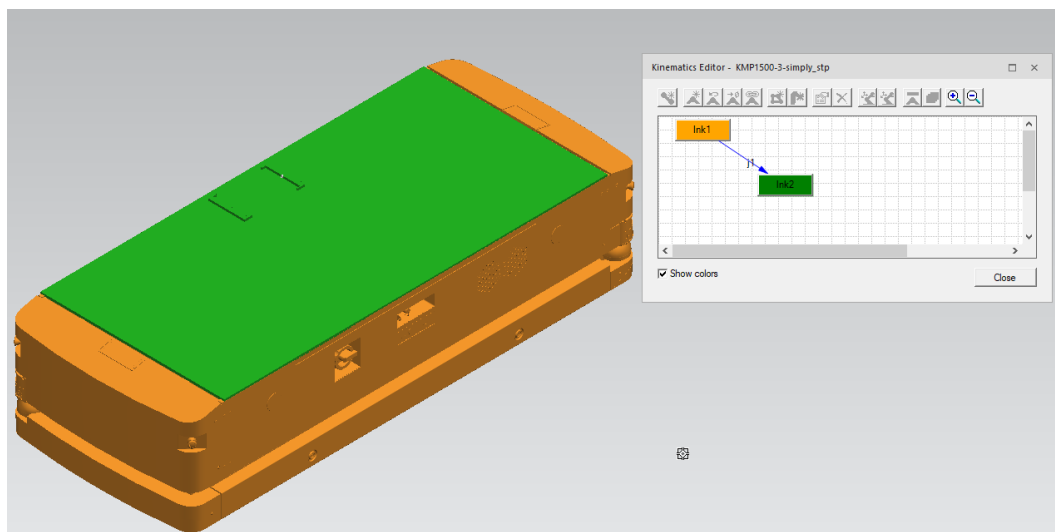 Kinematics Editor - KMP1500-3-simply_stp
lnk1
j1
lnk2
Show colors
Close